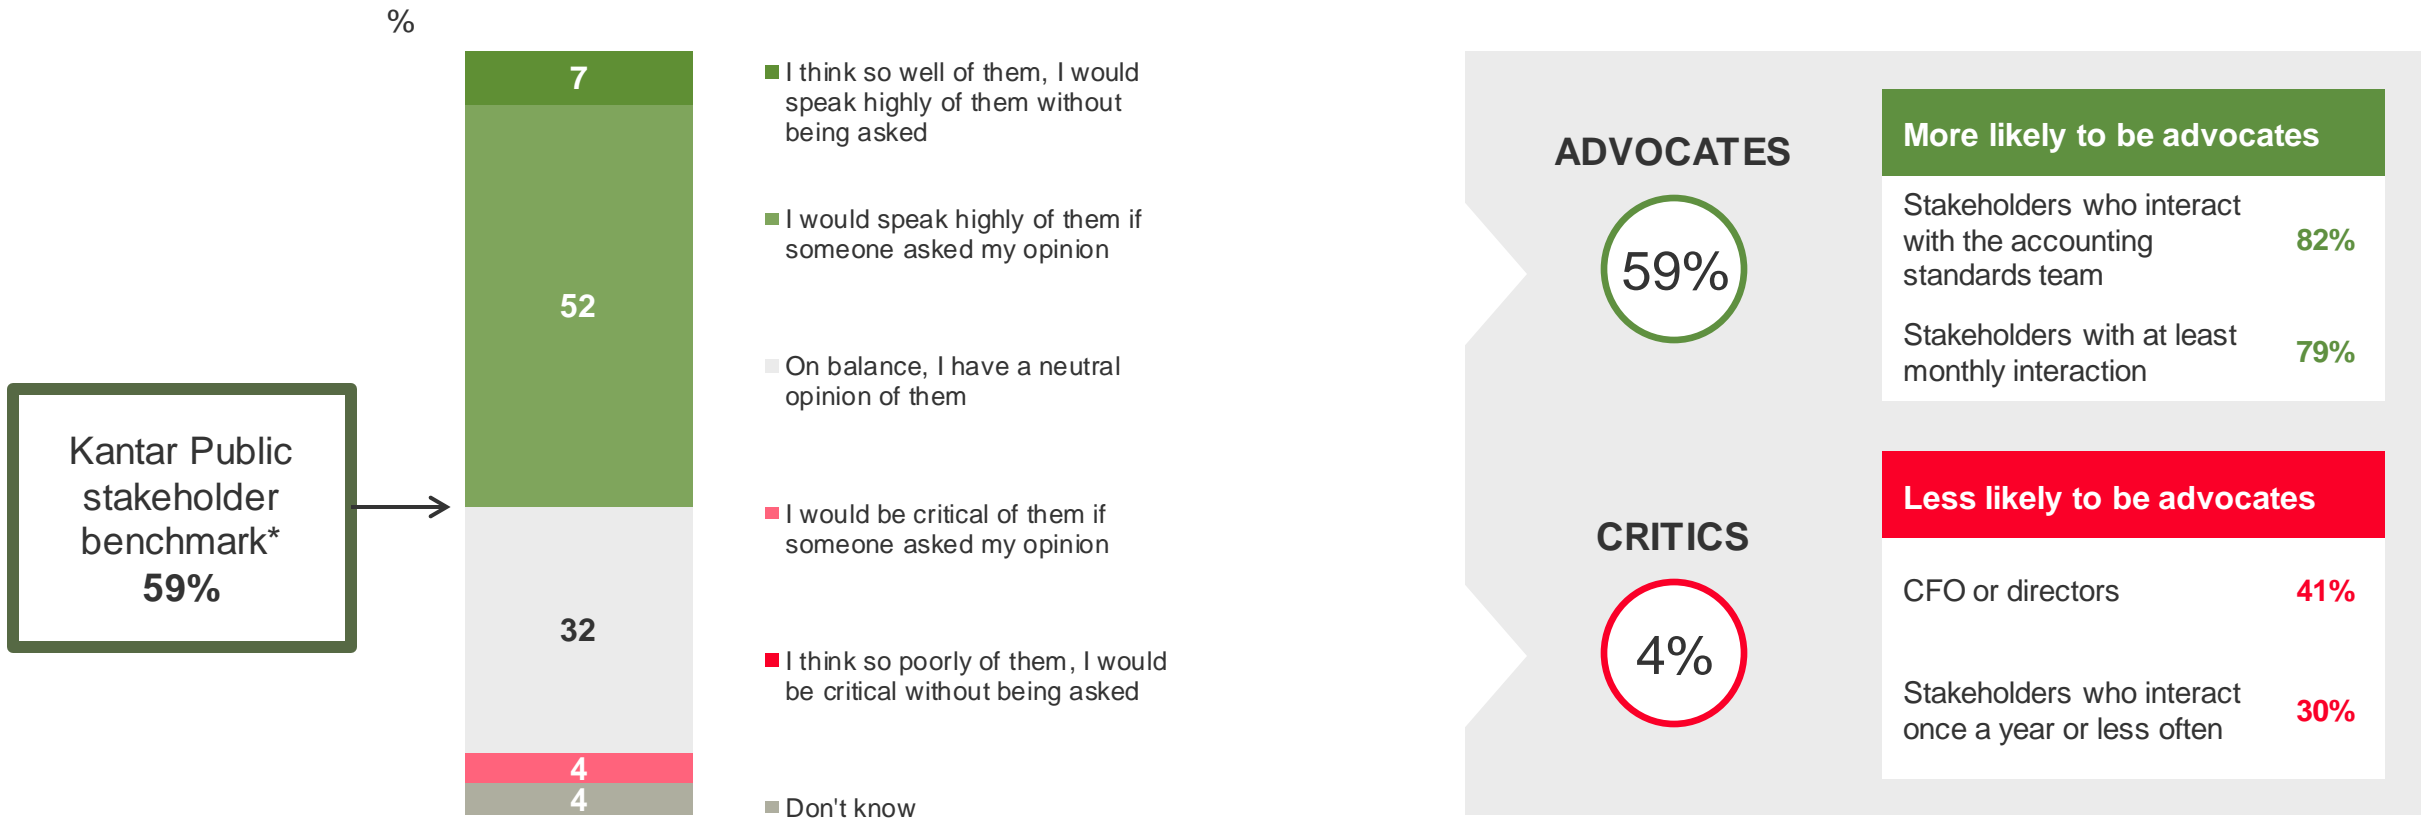 %
7
52
32
4
4
Kantar Public
stakeholder
benchmark*
59%
I think so well of them, I would
speak highly of them without
being asked
I would speak highly of them if
someone asked my opinion
On balance, I have a neutral
opinion of them
I would be critical of them if
someone asked my opinion
I think so poorly of them, I would
be critical without being asked
Don't know
ADVOCATES
59%
CRITICS
4%
More likely to be advocates
Stakeholders who interact
with the accounting
standards team
82%
Stakeholders with at least
monthly interaction
79%
Less likely to be advocates
CFO or directors
41%
Stakeholders who interact
once a year or less often
30%